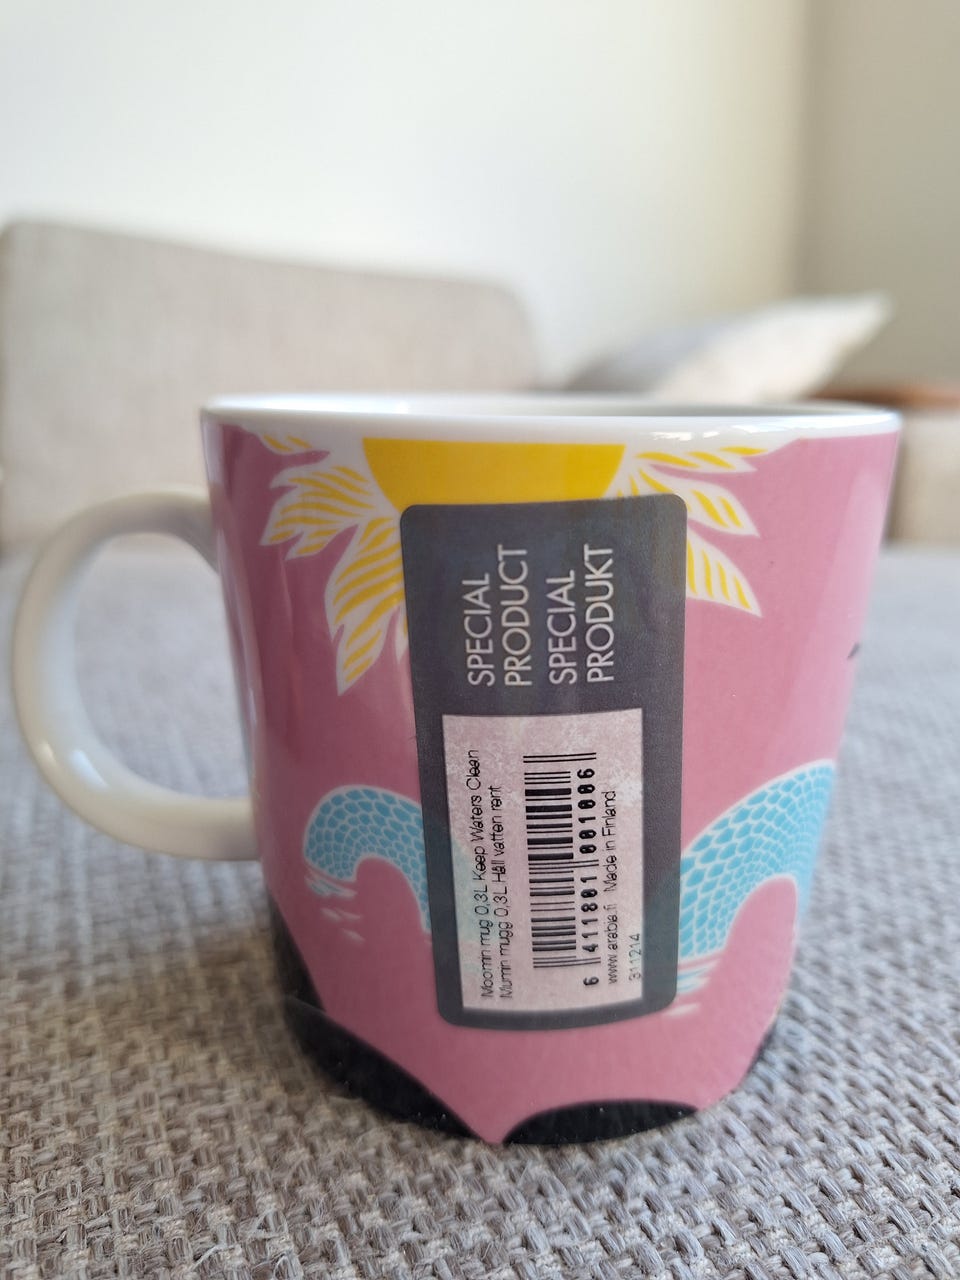 SPECIAL
PRODUCT
SPECIAL
PRODUKT
Moomin mug 0,3L Keep Waters Clean
Mumin mugg 0,3L Håll vatten rent
6 411801 001006
www.arabia.fi Made in Finland
311214